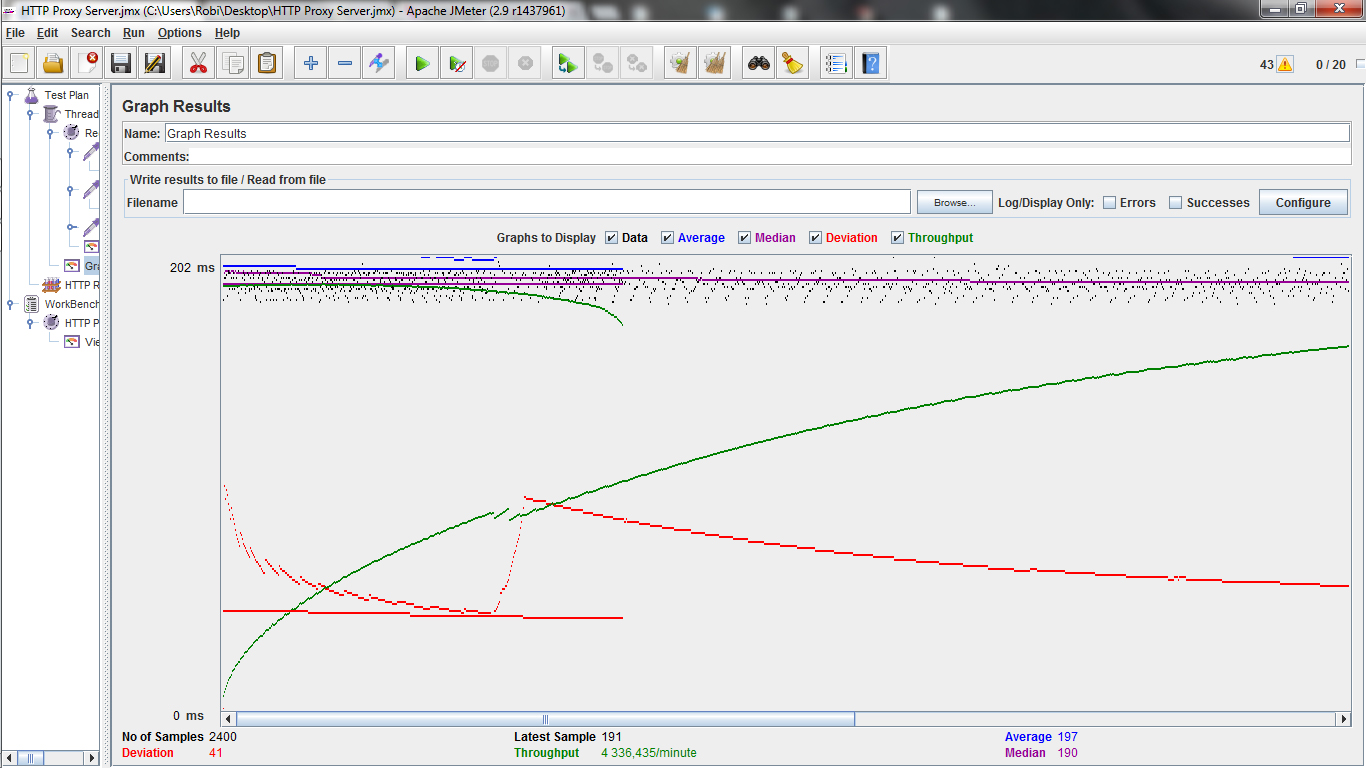 HTTP Proxy Server.jmx (C:\Users\Robi\Desktop\HTTP Proxy Server.jmx) - Apache JMeter (2.9 r1437961)
File Edit Search Run Options Help
43 0 / 20
Test Plan
Thread
Re
Gra
HTTP R
WorkBench
HTTP P
Vie
Graph Results
Name: Graph Results
Comments:
Write results to file / Read from file
Filename Browse... Log/Display Only: Errors Successes Configure
Graphs to Display Data Average Median Deviation Throughput
202 ms
0 ms
No of Samples 2400 Latest Sample 191 Average 197
Deviation 41 Throughput 4 336,435/minute Median 190